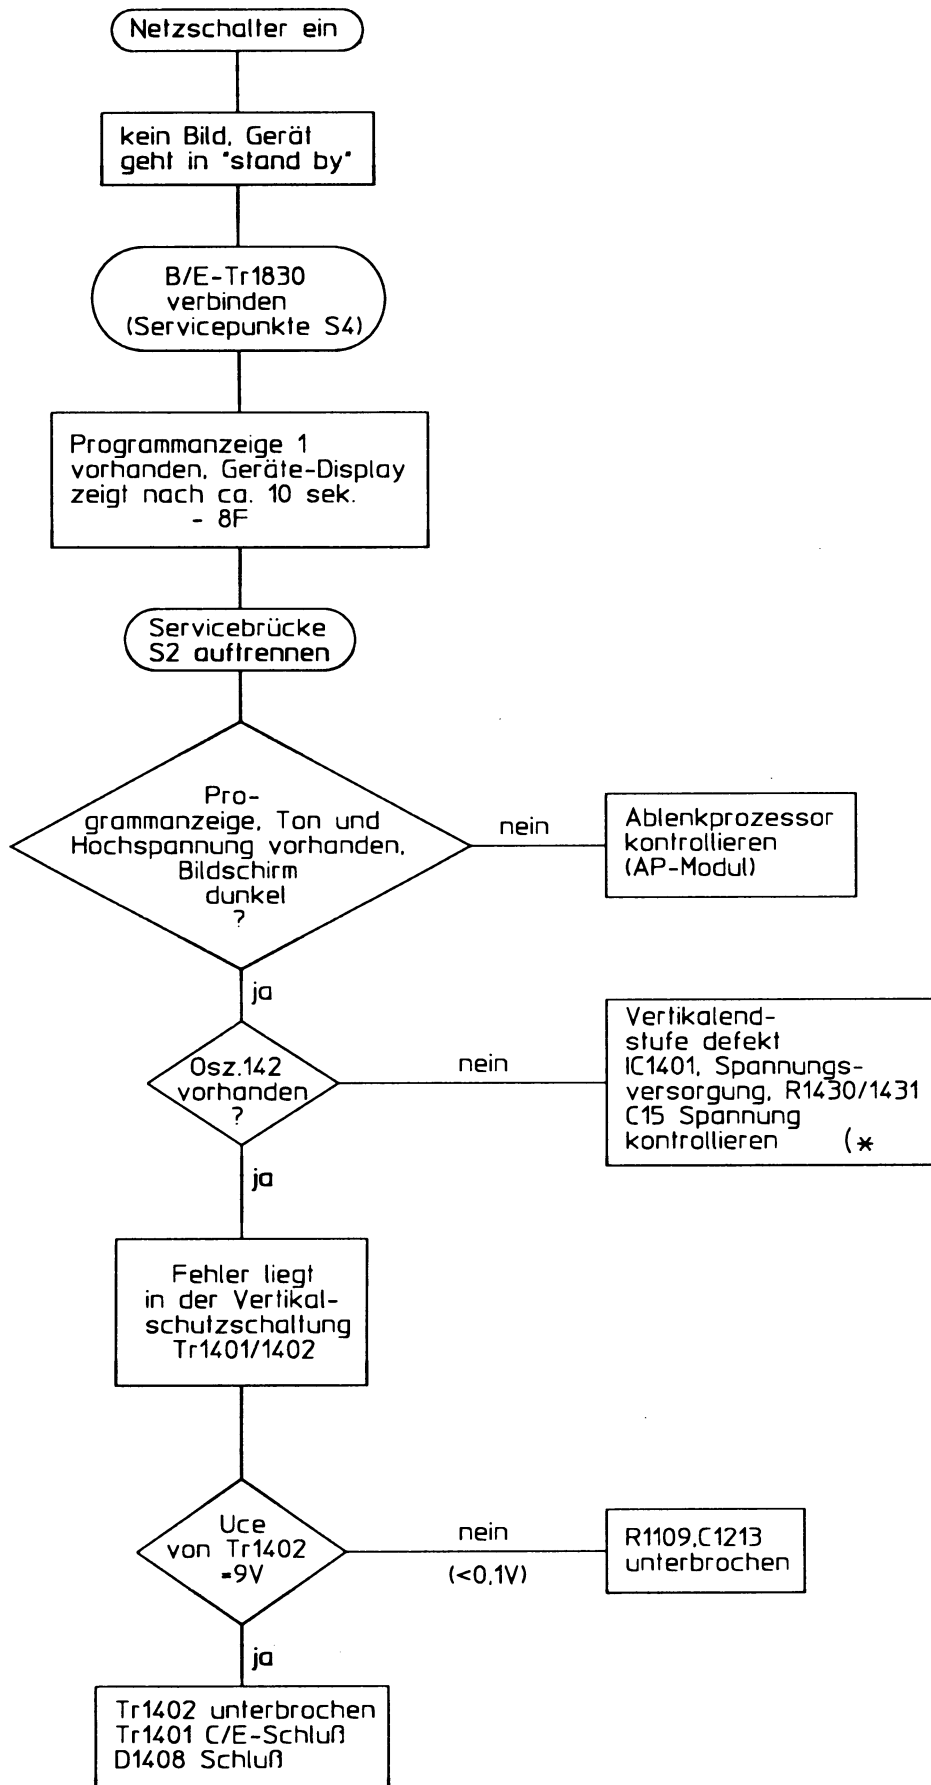 Netzschalter ein
kein Bild, Gerät
geht in "stand by"
B/E-Tr1830
verbinden
(Servicepunkte S4)
Programmanzeige 1
vorhanden, Geräte-Display
zeigt nach ca. 10 sek.
- 8F
Servicebrücke
S2 auftrennen
Pro-
grammanzeige, Ton und
Hochspannung vorhanden,
Bildschirm
dunkel
?
nein
Ablenkprozessor
kontrollieren
(AP-Modul)
ja
Osz.142
vorhanden
?
nein
Vertikalend-
stufe defekt
IC1401, Spannungs-
versorgung, R1430/1431
C15 Spannung
kontrollieren (*
ja
Fehler liegt
in der Vertikal-
schutzschaltung
Tr1401/1402
Uce
von Tr1402
=9V
nein
(<0,1V)
R1109,C1213
unterbrochen
ja
Tr1402 unterbrochen
Tr1401 C/E-Schluß
D1408 Schluß